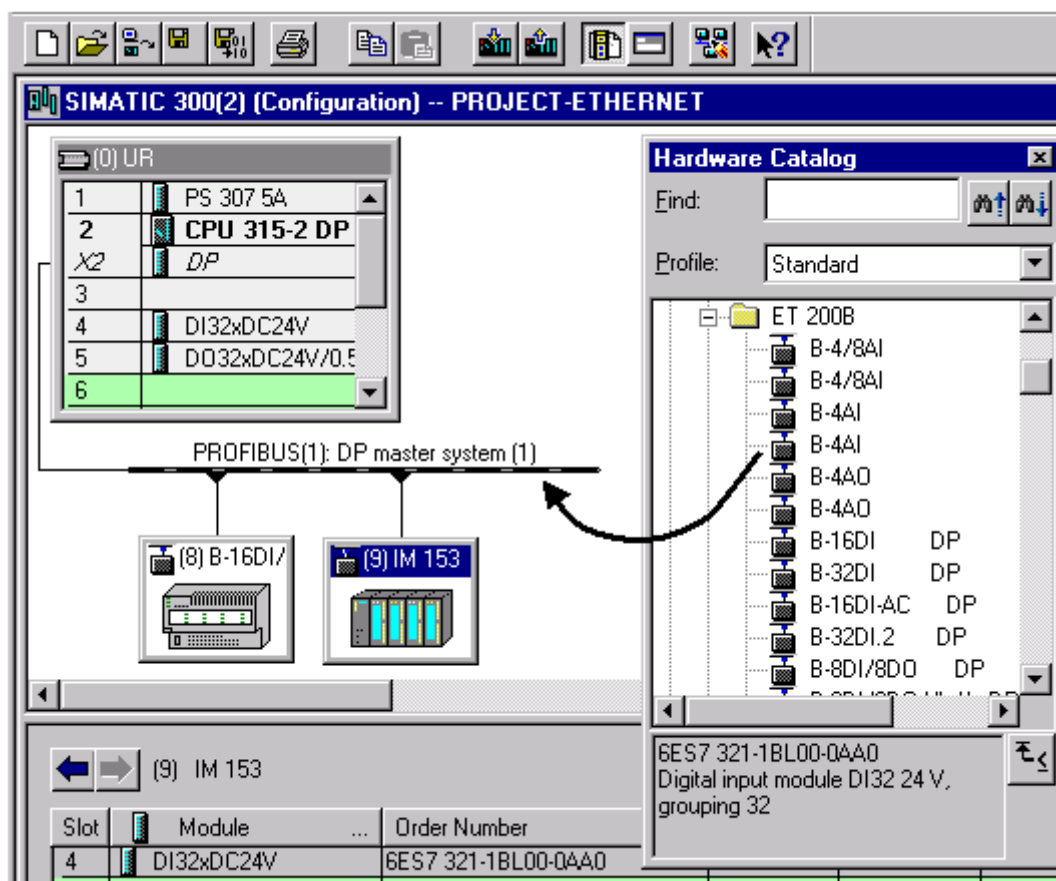 SIMATIC 300(2) (Configuration) -- PROJECT-ETHERNET
(0) UR
1 PS 307 5A
2 CPU 315-2 DP
X2 DP
3
4 DI32xDC24V
5 DO32xDC24V/0.5
6
PROFIBUS(1): DP master system (1)
(8) B-16DI/
(9) IM 153
Hardware Catalog
Find:
Profile: Standard
ET 200B
B-4/8AI
B-4/8AI
B-4AI
B-4AI
B-4AO
B-4AO
B-16DI DP
B-32DI DP
B-16DI-AC DP
B-32DI.2 DP
B-8DI/8DO DP
6ES7 321-1BL00-0AA0
Digital input module DI32 24 V,
grouping 32
(9) IM 153
Slot Module ... Order Number
4 DI32xDC24V 6ES7 321-1BL00-0AA0